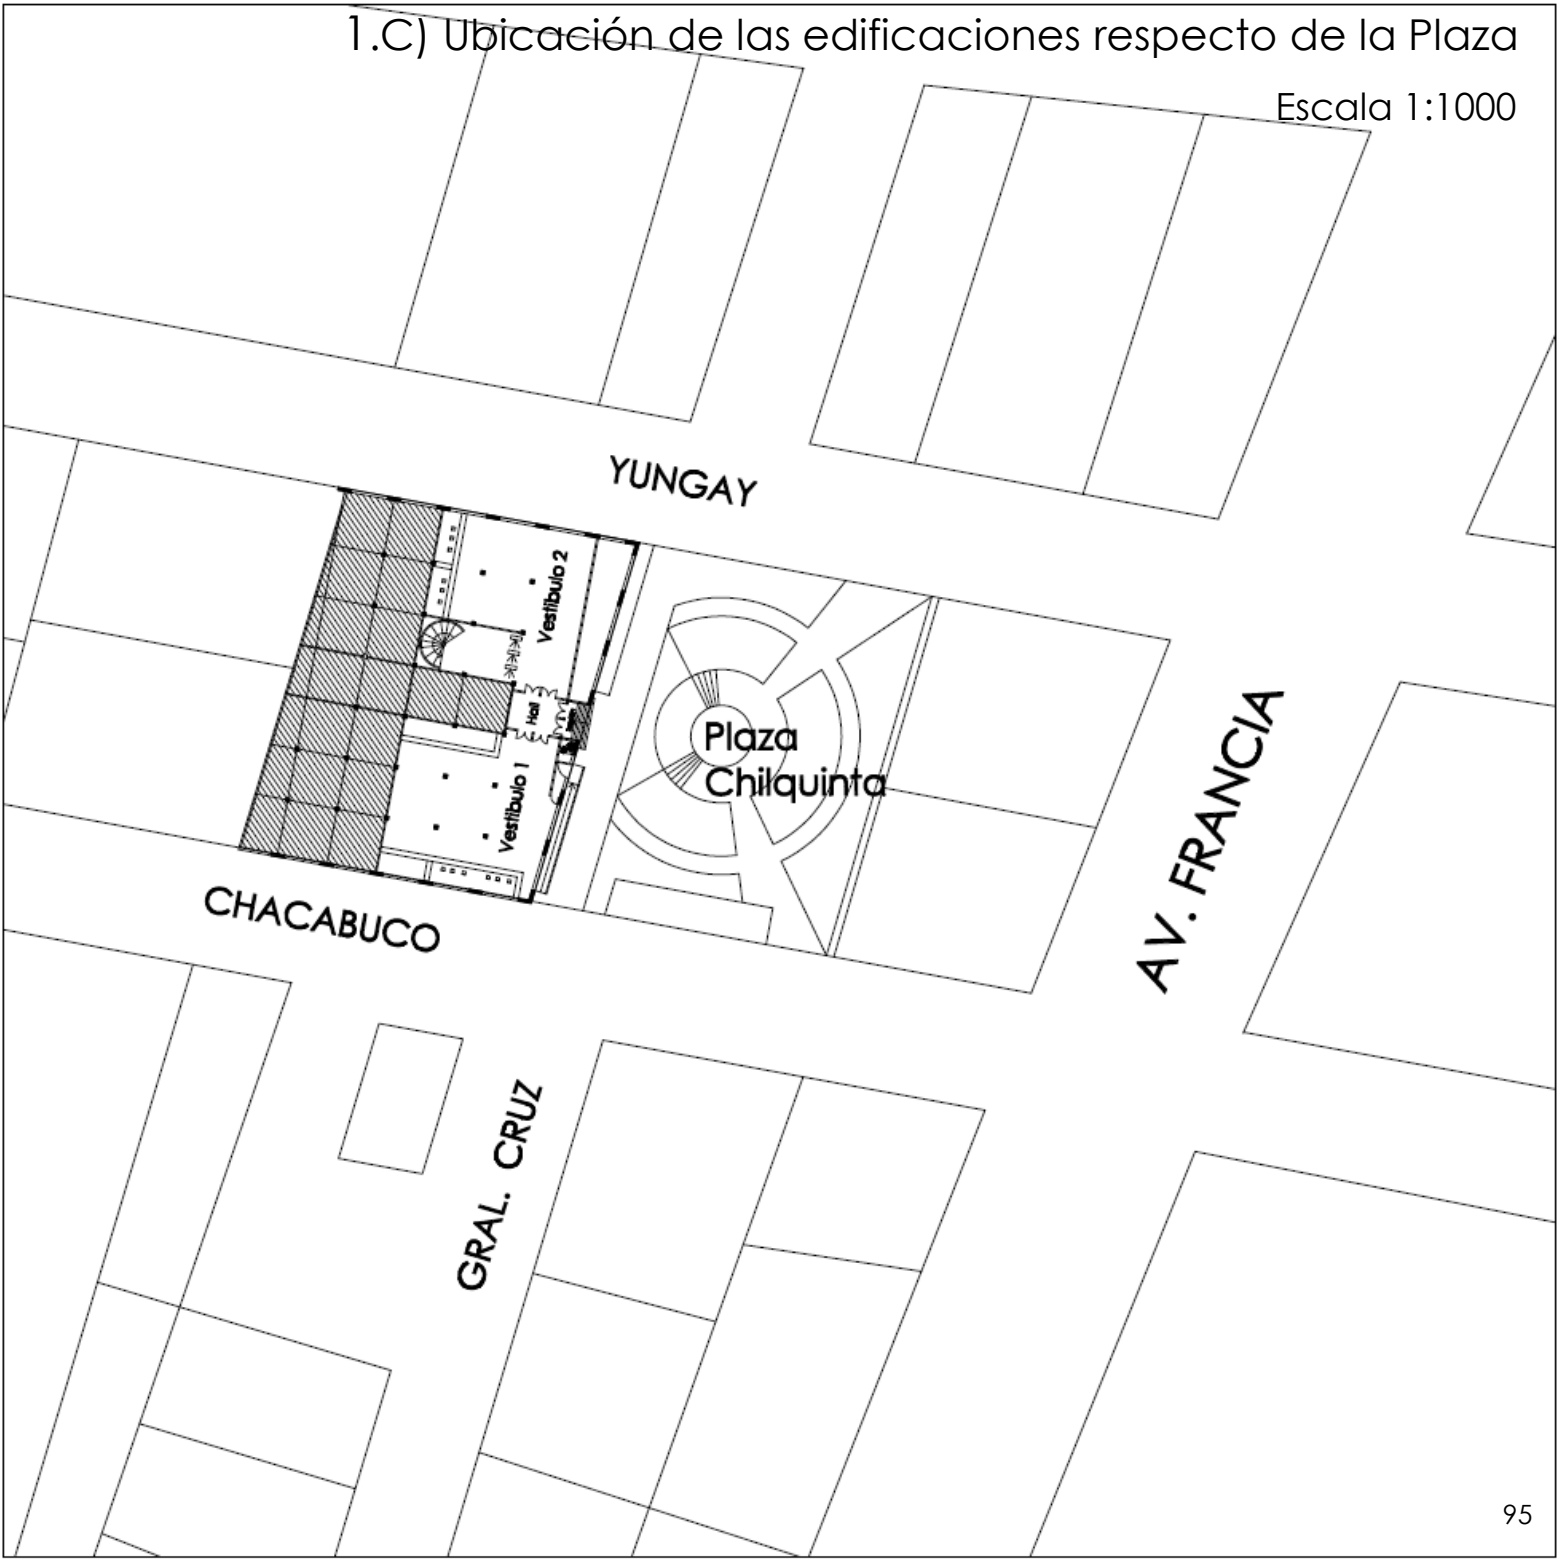 1.C) Ubicación de las edificaciones respecto de la Plaza
Escala 1:1000
YUNGAY
Vestíbulo 2
Hall
Plaza
Chilquinta
Vestíbulo 1
AV. FRANCIA
CHACABUCO
GRAL. CRUZ
95